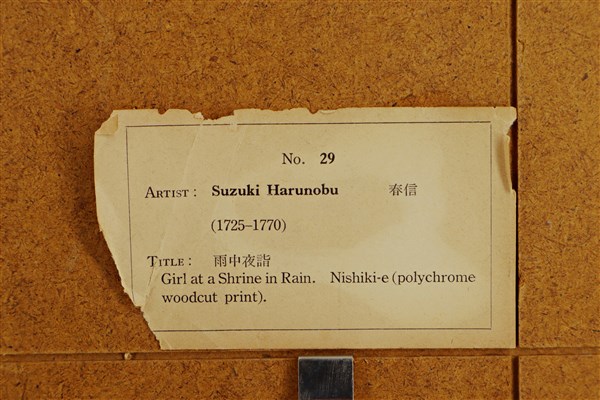 No. 29
ARTIST: Suzuki Harunobu 春信
(1725–1770)
TITLE: 雨中夜詣
Girl at a Shrine in Rain. Nishiki-e (polychrome
woodcut print).